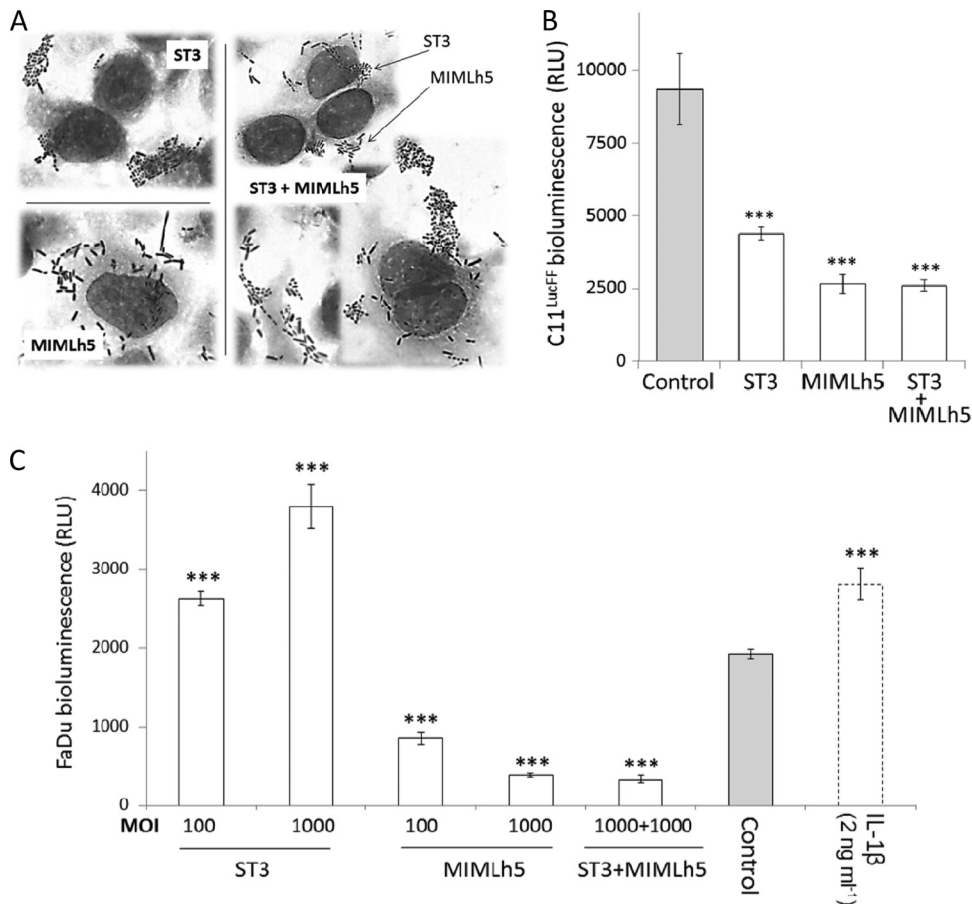 A
ST3
ST3
MIMLh5
ST3 + MIMLh5
MIMLh5
B
C11LucFF bioluminescence (RLU)
10000
7500
5000
2500
0
***
***
***
Control
ST3
MIMLh5
ST3
+
MIMLh5
C
FaDu bioluminescence (RLU)
4000
3000
2000
1000
0
***
***
***
***
***
***
MOI
100
1000
100
1000
1000+1000
ST3
MIMLh5
ST3+MIMLh5
Control
IL-1β
(2 ng ml-1)